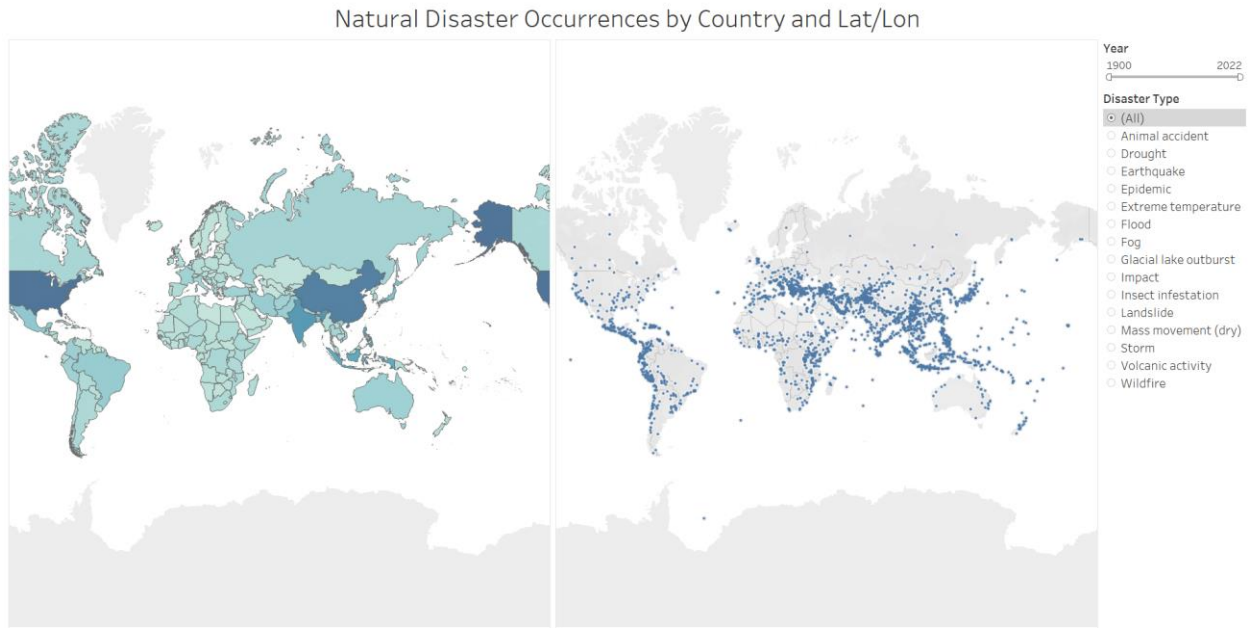 Natural Disaster Occurrences by Country and Lat/Lon
Year
1900 2022
Disaster Type
(All)
Animal accident
Drought
Earthquake
Epidemic
Extreme temperature
Flood
Fog
Glacial lake outburst
Impact
Insect infestation
Landslide
Mass movement (dry)
Storm
Volcanic activity
Wildfire